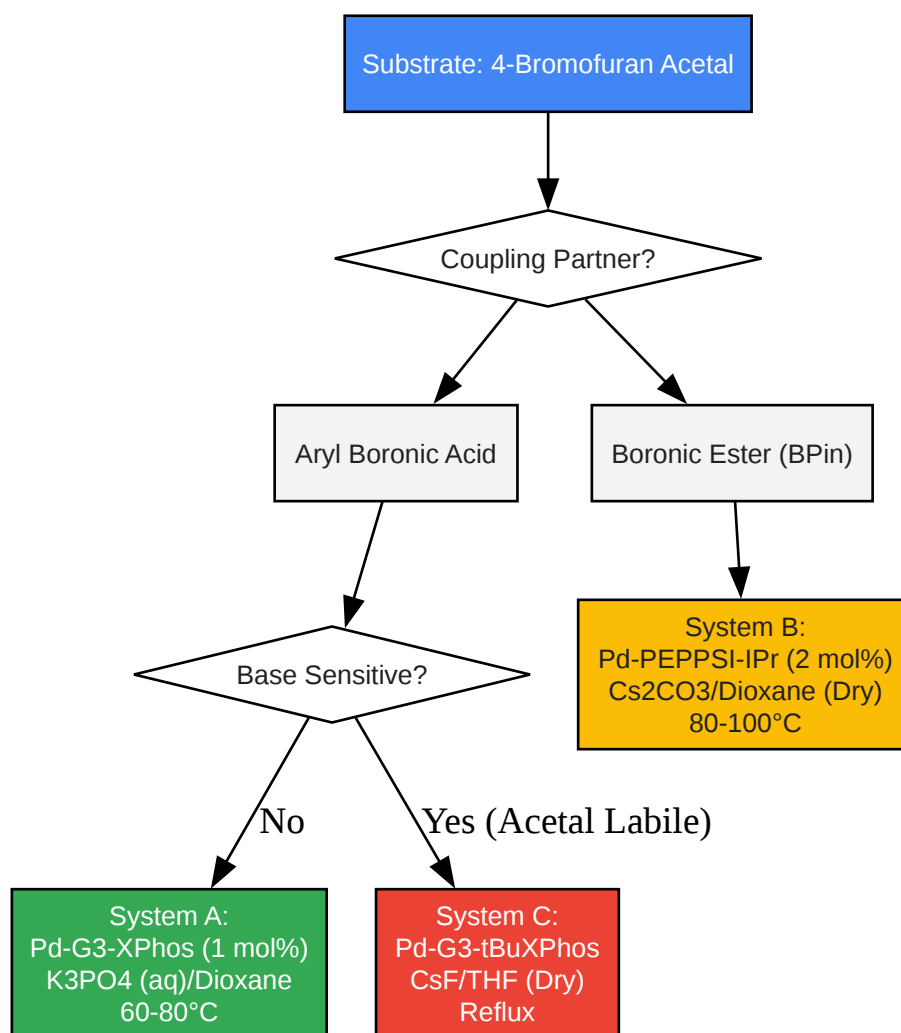 Substrate: 4-Bromofuran Acetal
Coupling Partner?
Aryl Boronic Acid
Boronic Ester (BPin)
Base Sensitive?
System B:
Pd-PEPPSI-IPr (2 mol%)
Cs2CO3/Dioxane (Dry)
80-100°C
No
Yes (Acetal Labile)
System A:
Pd-G3-XPhos (1 mol%)
K3PO4 (aq)/Dioxane
60-80°C
System C:
Pd-G3-tBuXPhos
CsF/THF (Dry)
Reflux